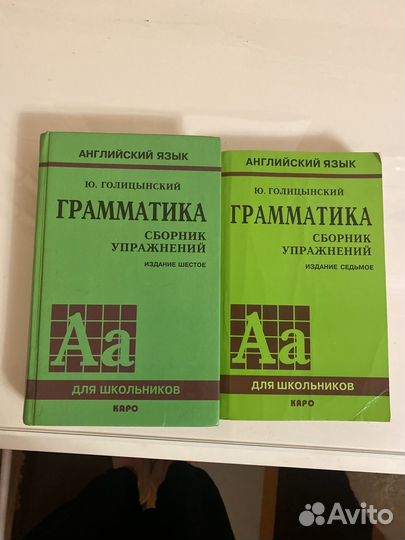 АНГЛИЙСКИЙ ЯЗЫК
Ю. ГОЛИЦЫНСКИЙ
ГРАММАТИКА
СБОРНИК
УПРАЖНЕНИЙ
ИЗДАНИЕ ШЕСТОЕ
Aa
ДЛЯ ШКОЛЬНИКОВ
КАРО
АНГЛИЙСКИЙ ЯЗЫК
Ю. ГОЛИЦЫНСКИЙ
ГРАММАТИКА
СБОРНИК
УПРАЖНЕНИЙ
ИЗДАНИЕ СЕДЬМОЕ
Aa
ДЛЯ ШКОЛЬНИКОВ
КАРО
Avito